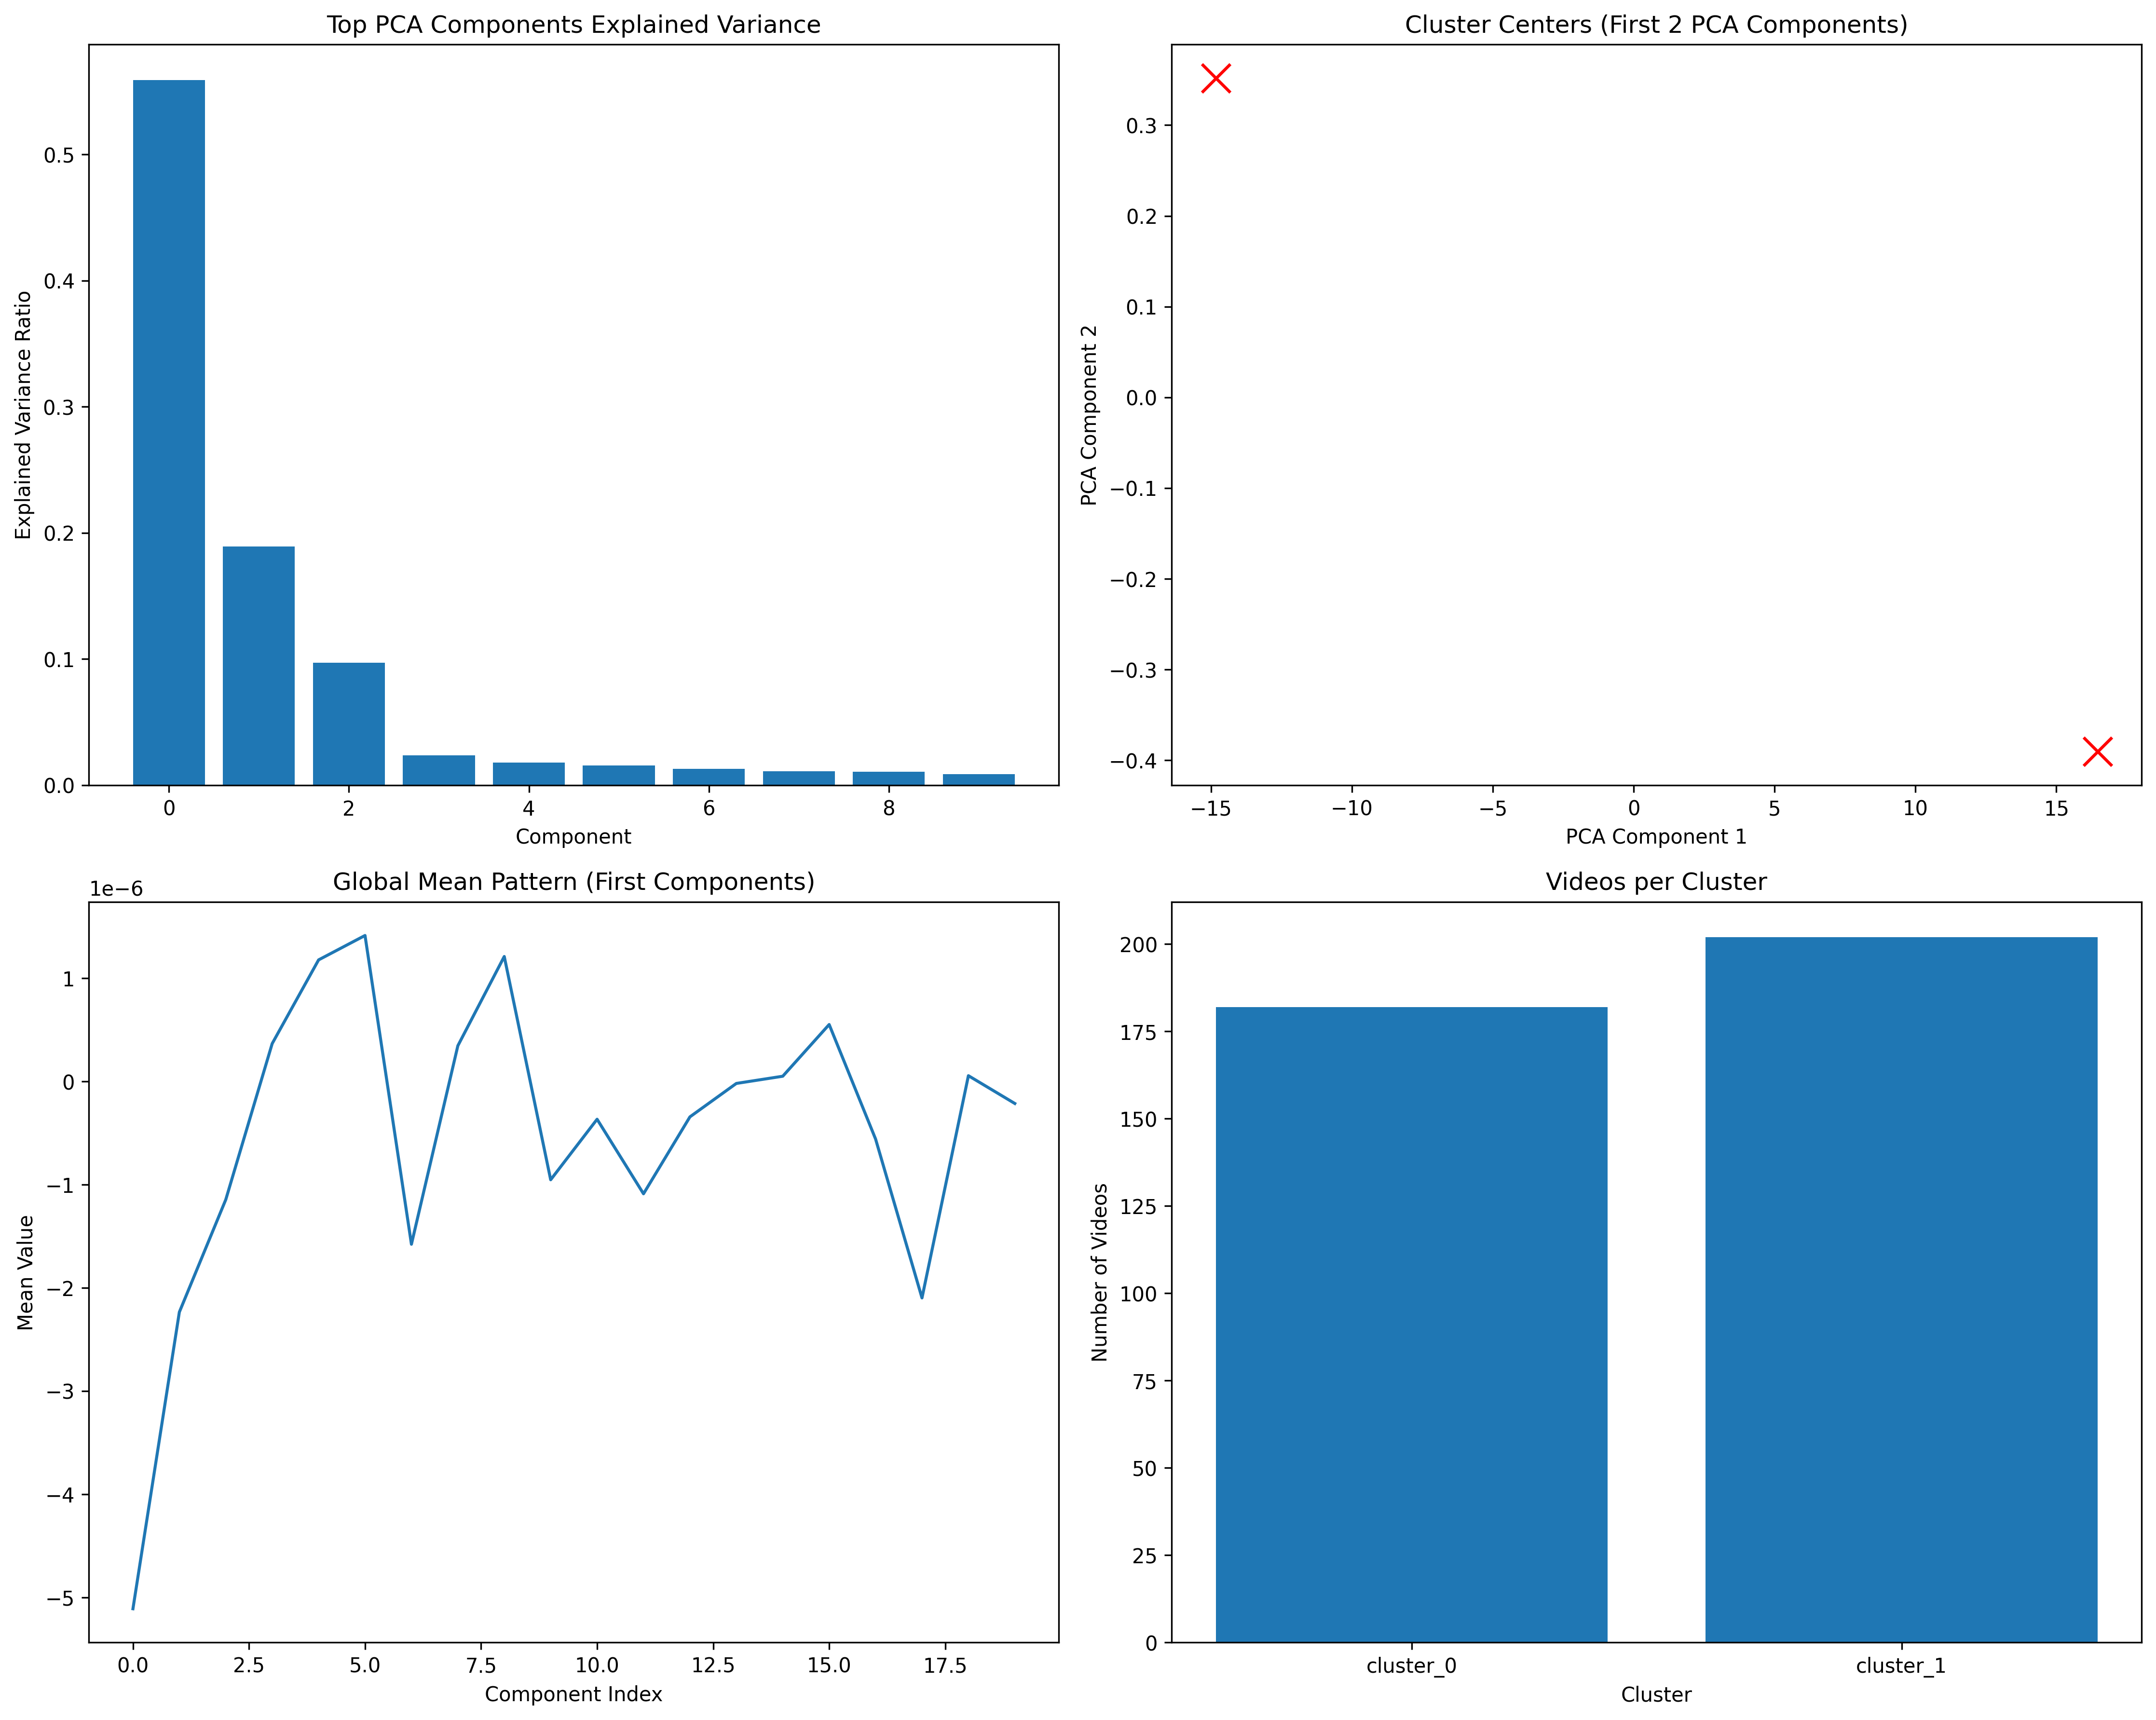 Top PCA Components Explained Variance
Explained Variance Ratio
0.5
0.4
0.3
0.2
0.1
0.0
0 2 4 6 8
Component
Cluster Centers (First 2 PCA Components)
PCA Component 2
0.3
0.2
0.1
0.0
−0.1
−0.2
−0.3
−0.4
−15 −10 −5 0 5 10 15
PCA Component 1
Global Mean Pattern (First Components)
1e−6
Mean Value
1
0
−1
−2
−3
−4
−5
0.0 2.5 5.0 7.5 10.0 12.5 15.0 17.5
Component Index
Videos per Cluster
Number of Videos
200
175
150
125
100
75
50
25
0
cluster_0 cluster_1
Cluster